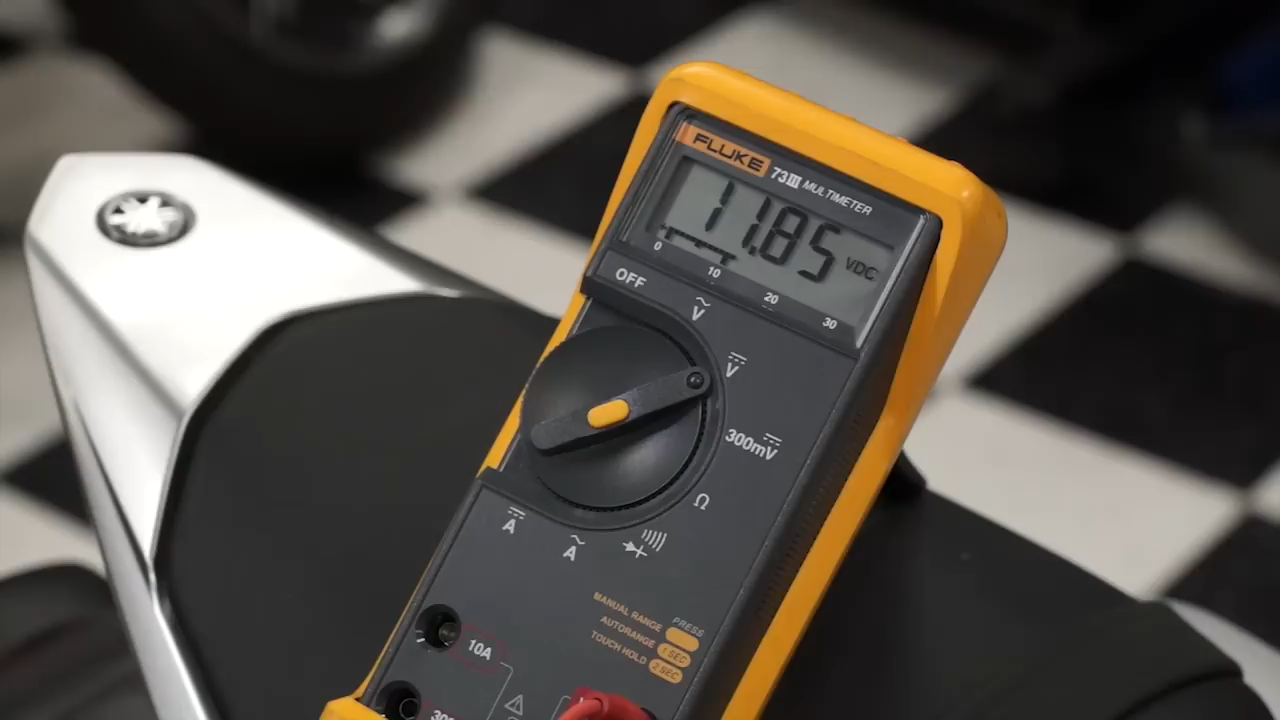 FLUKE 73III MULTIMETER
11.85 VDC
0 10 20 30
OFF
V
V
300mV
Ω
A
A
MANUAL RANGE PRESS
AUTORANGE 1 SEC
TOUCH HOLD 2 SEC
10A